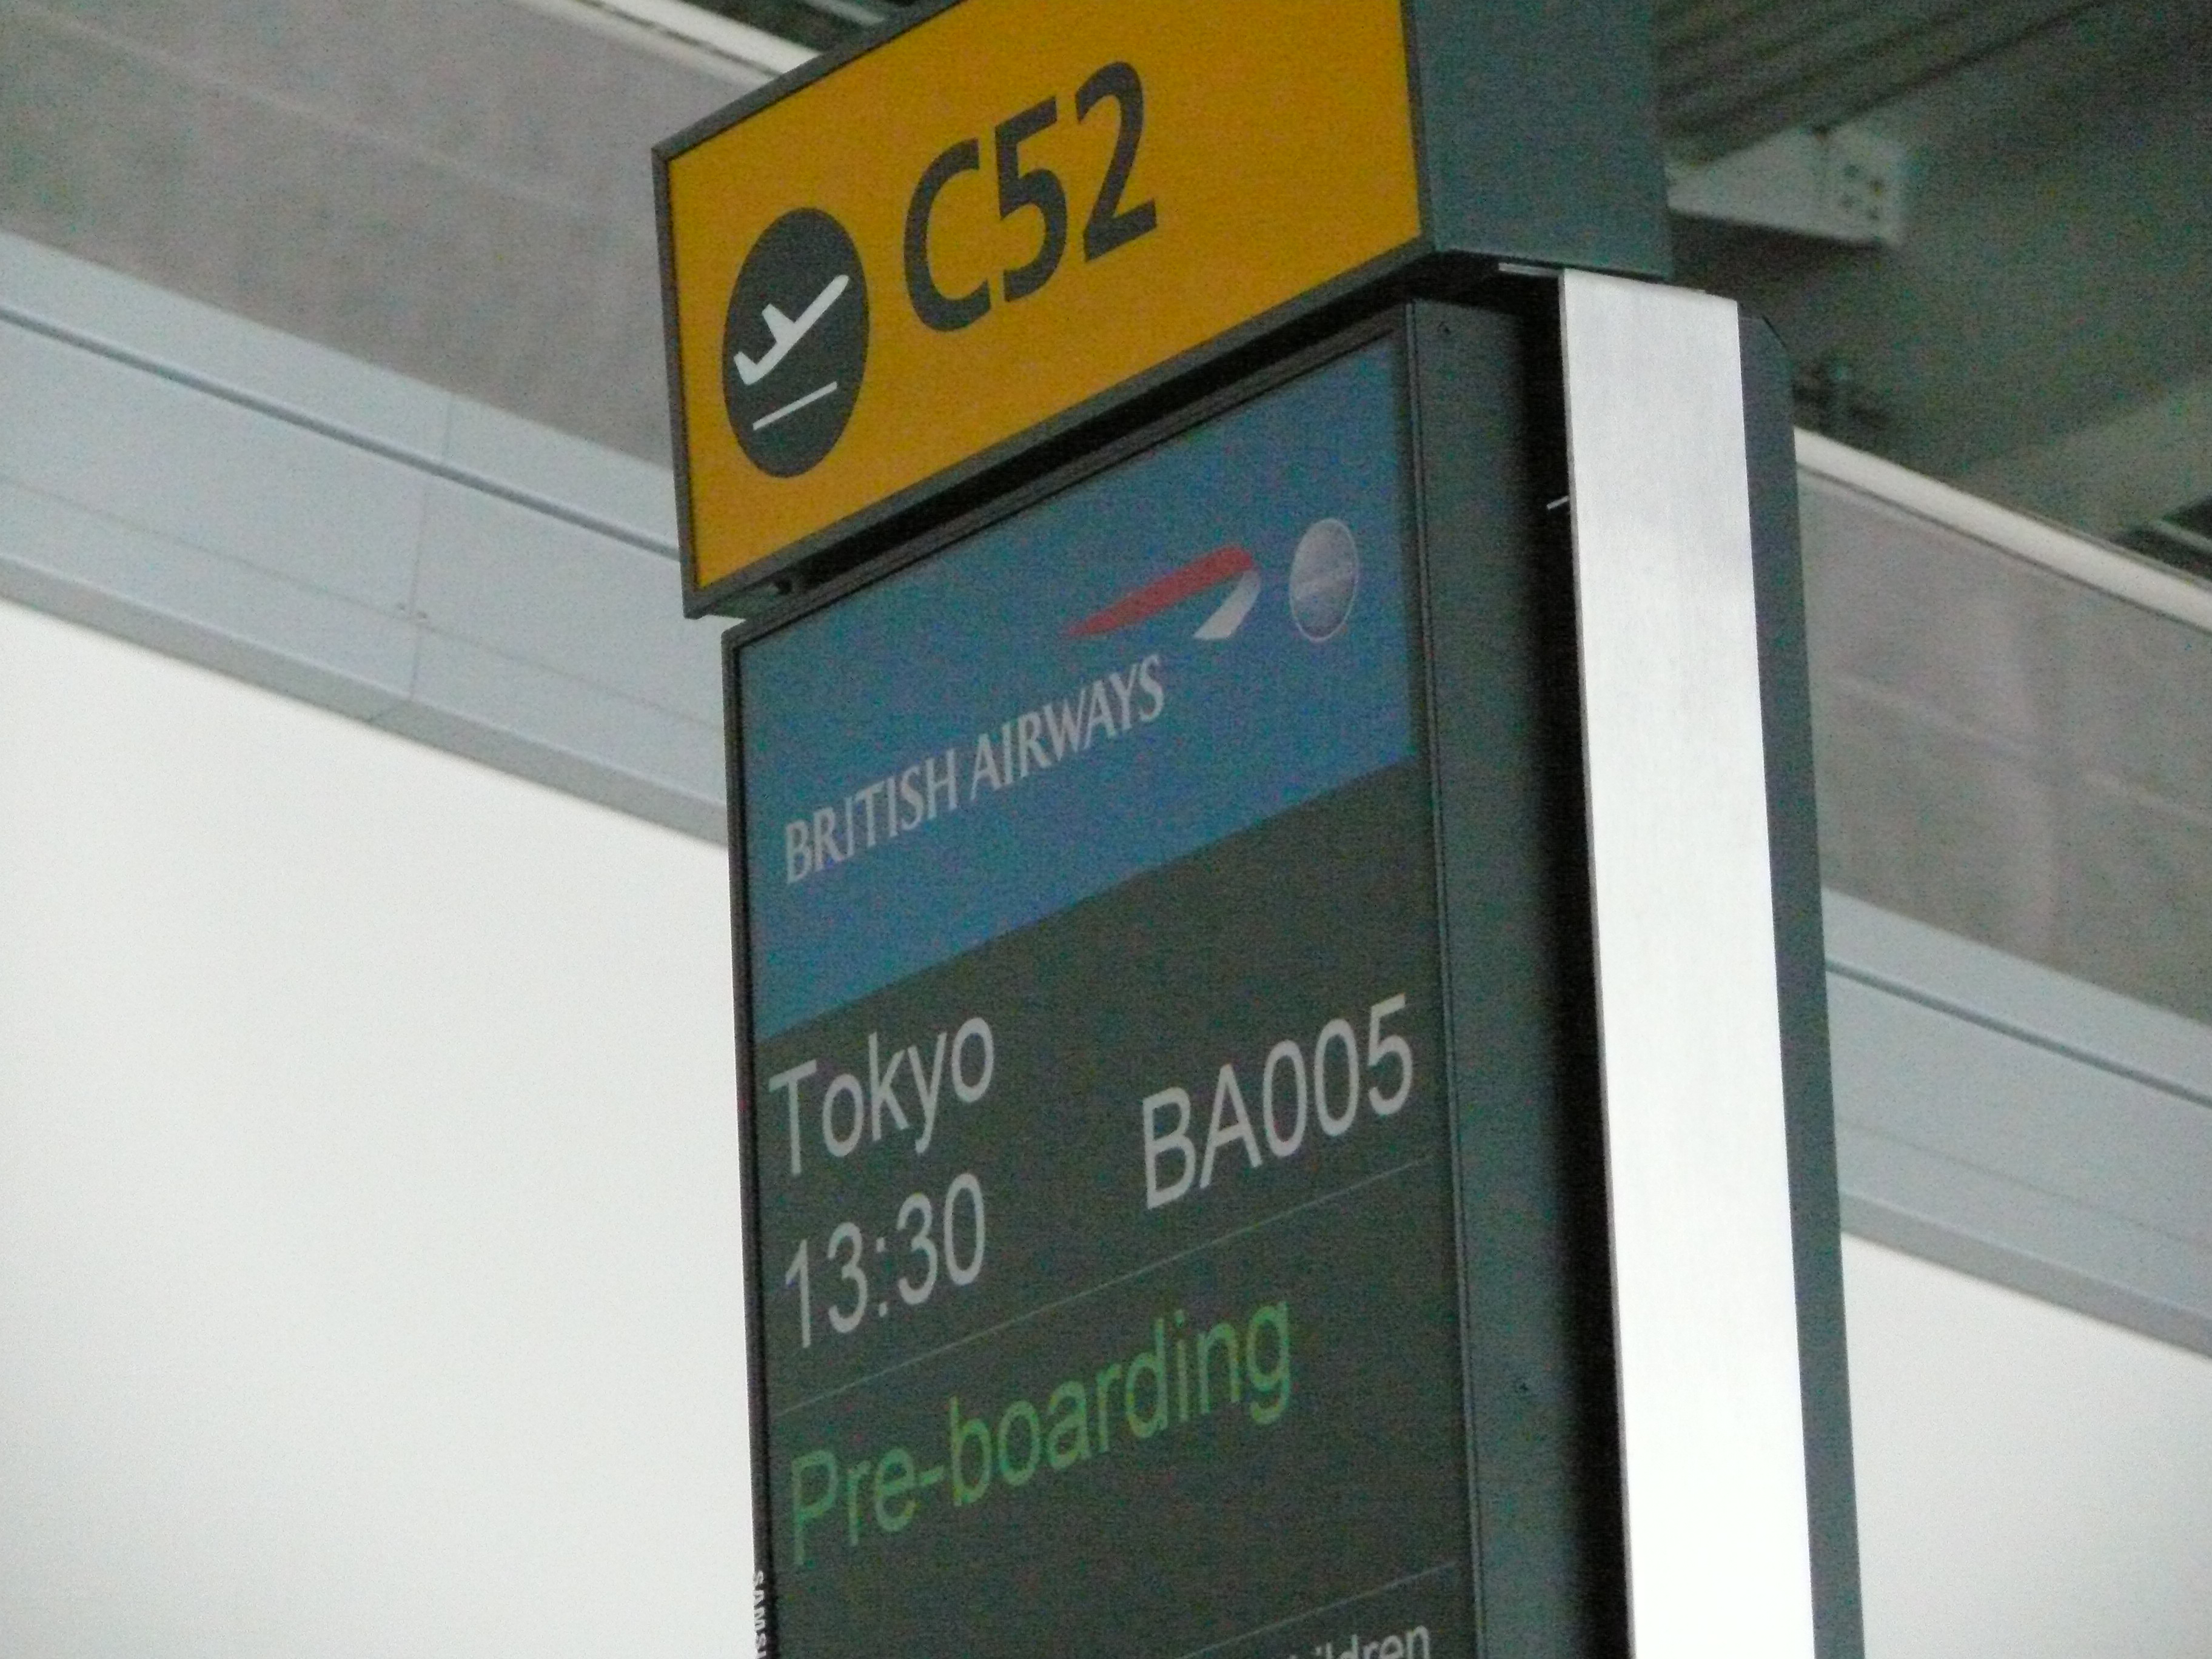 C52
BRITISH AIRWAYS
Tokyo BA005
13:30
Pre-boarding